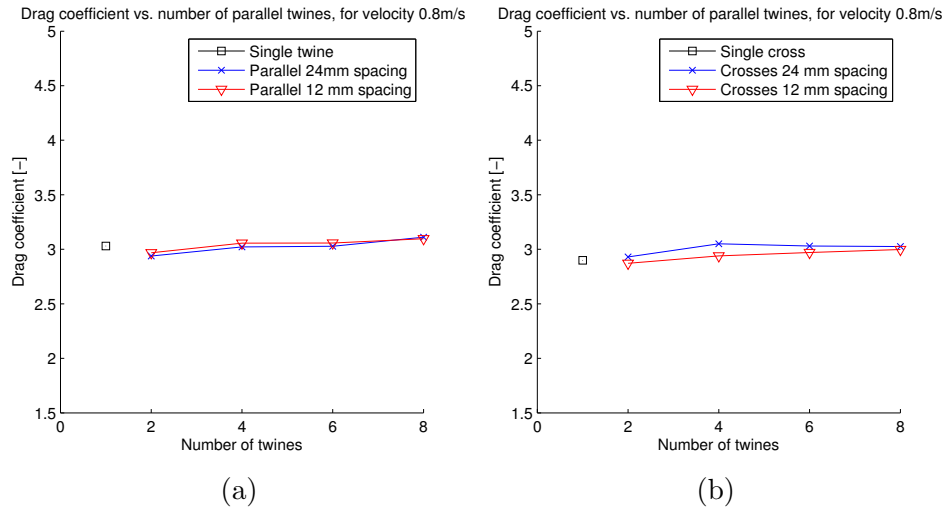 Drag coefficient vs. number of parallel twines, for velocity 0.8m/s
5
4.5
4
3.5
3
2.5
2
1.5
0
2
4
6
8
Drag coefficient [−]
Number of twines
Single twine
Parallel 24mm spacing
Parallel 12 mm spacing
(a)
Drag coefficient vs. number of parallel twines, for velocity 0.8m/s
5
4.5
4
3.5
3
2.5
2
1.5
0
2
4
6
8
Drag coefficient [−]
Number of twines
Single cross
Crosses 24 mm spacing
Crosses 12 mm spacing
(b)